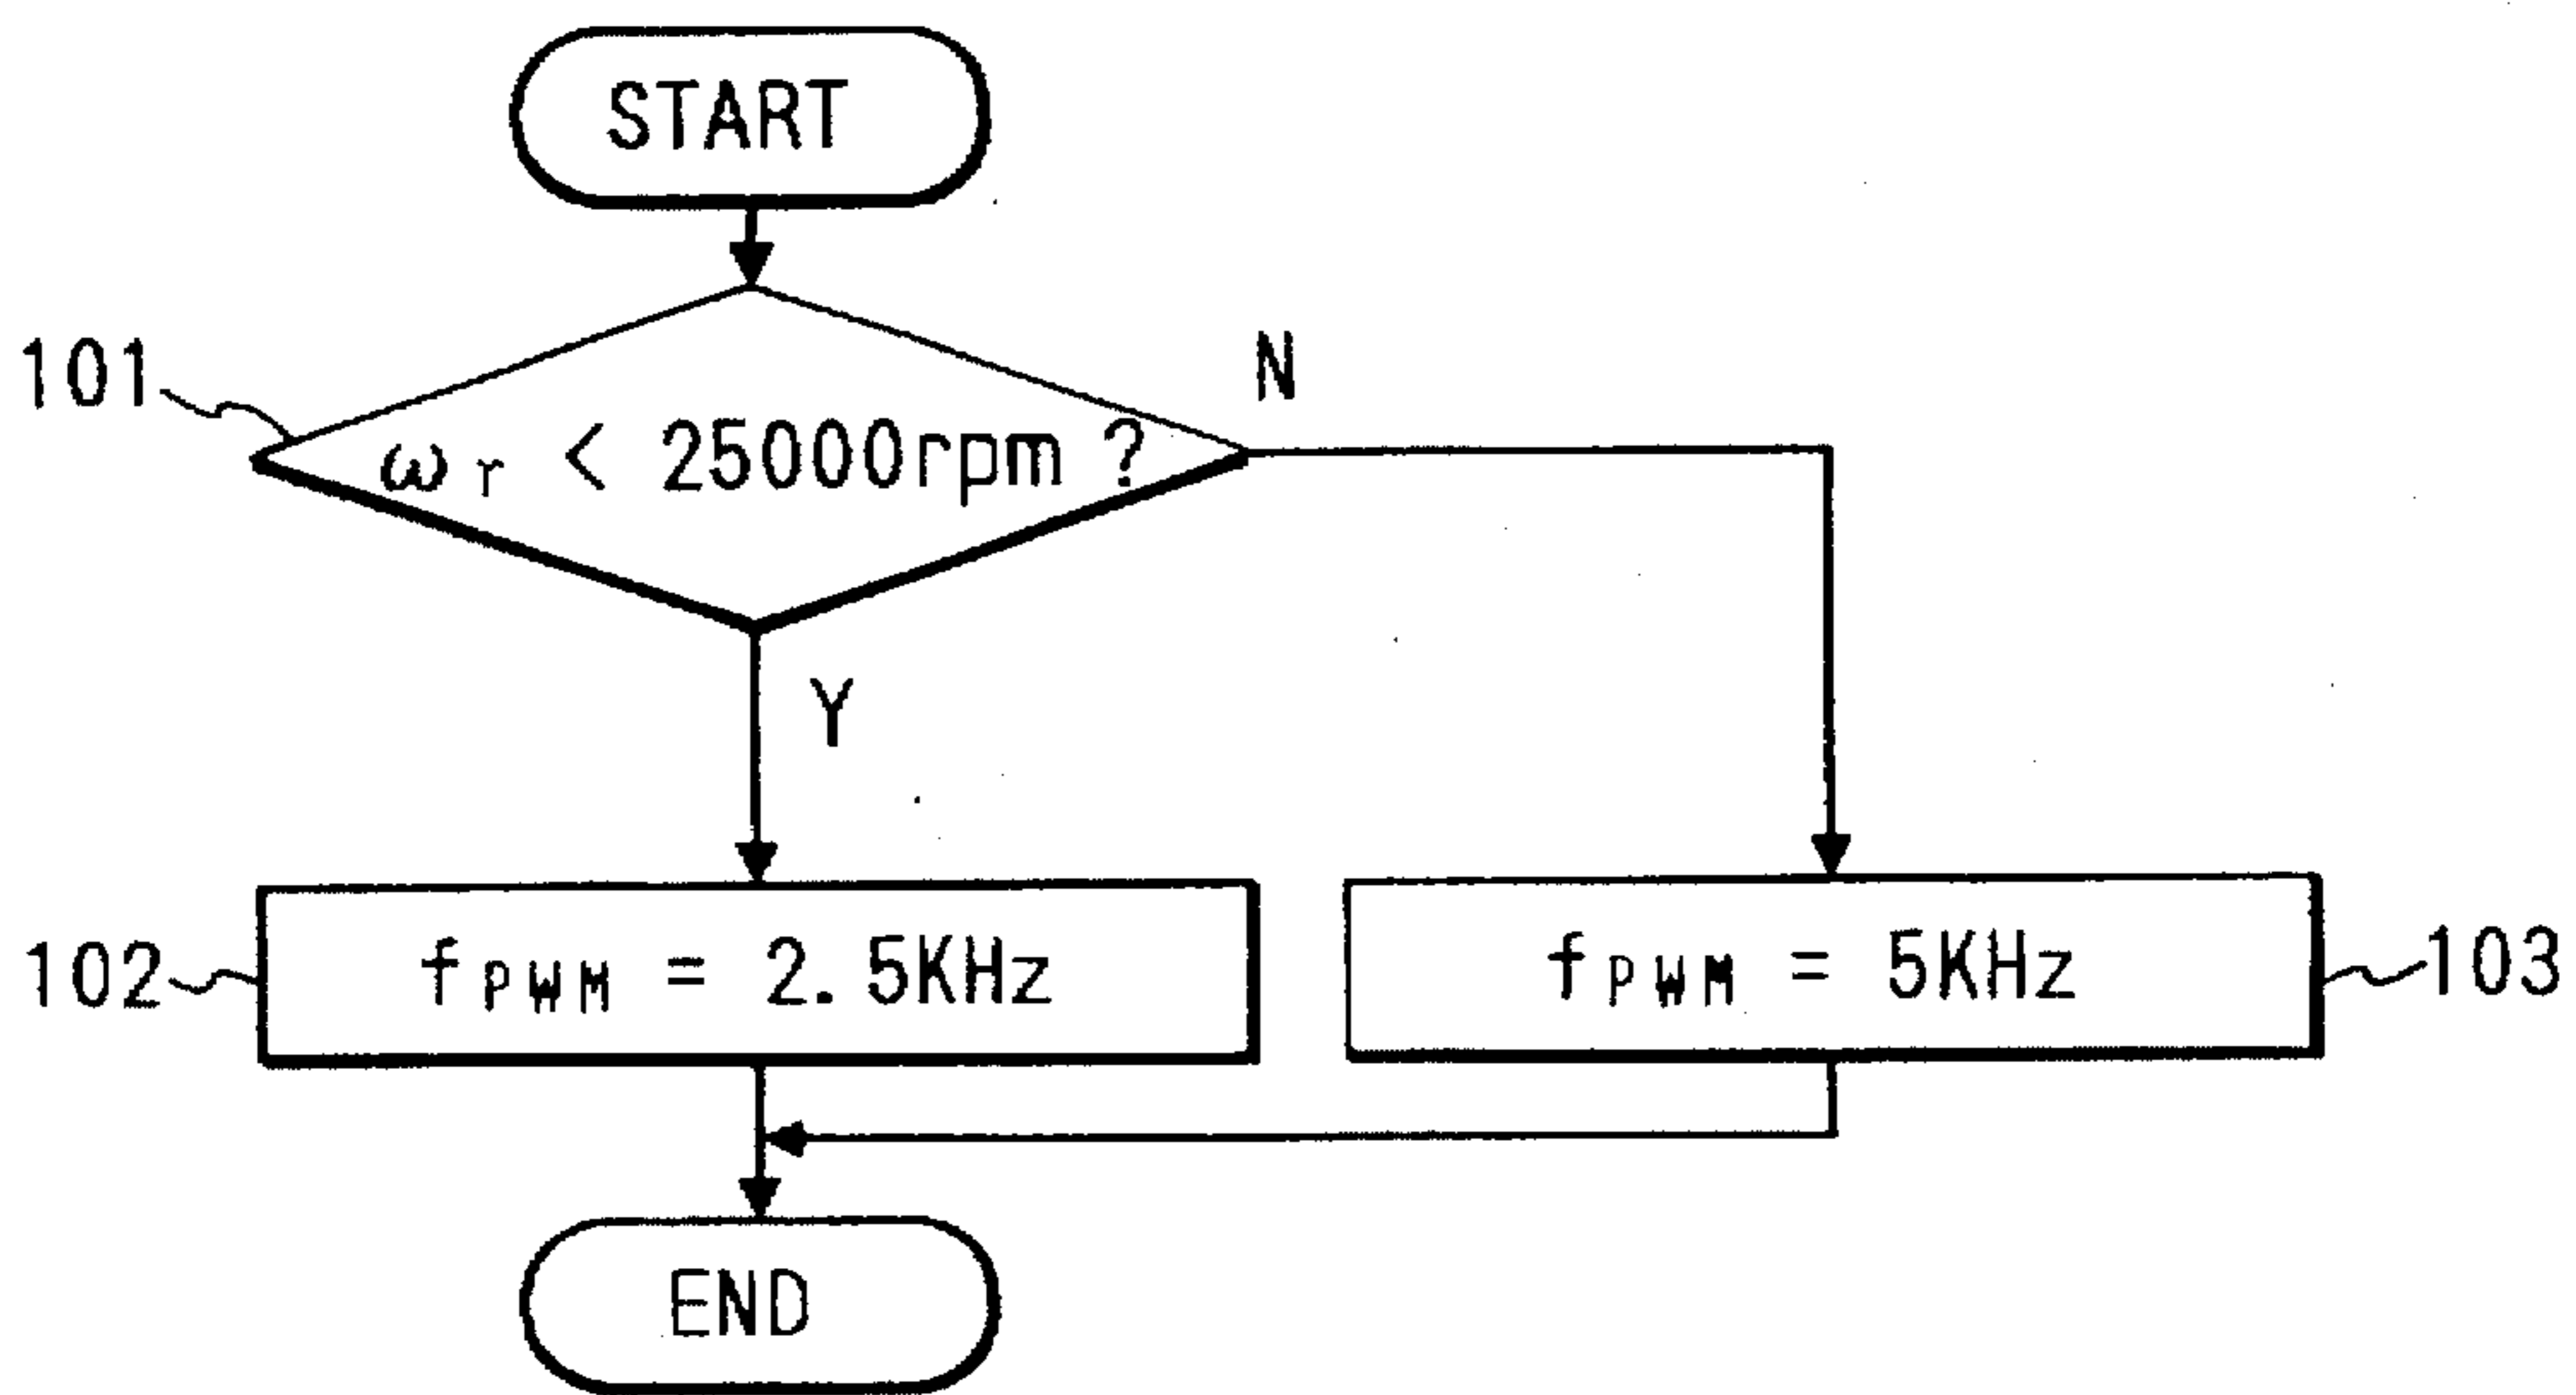 START
101
N
ωr < 25000rpm ?
Y
102
fPWM = 2.5KHz
fPWM = 5KHz
103
END